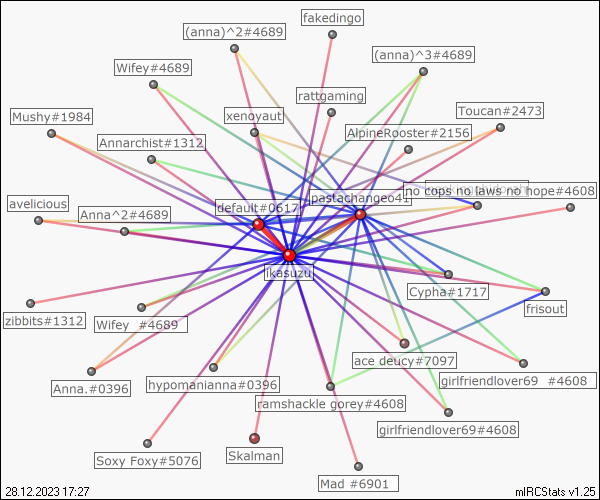 (anna)^2#4689
fakedingo
(anna)^3#4689
Wifey#4689
rattgaming
Mushy#1984
xenoyaut
Toucan#2473
Annarchist#1312
AlpineRooster#2156
no cops no laws no hope#4608
pastachange041
avelicious
Anna^2#4689
default#0617
ikasuzu
Cypha#1717
frisout
zibbits#1312
Wifey #4689
ace deucy#7097
Anna.#0396
hypomanianna#0396
girlfriendlover69 #4608
ramshackle gorey#4608
girlfriendlover69#4608
Soxy Foxy#5076
Skalman
Mad #6901
28.12.2023 17:27
mIRCStats v1.25